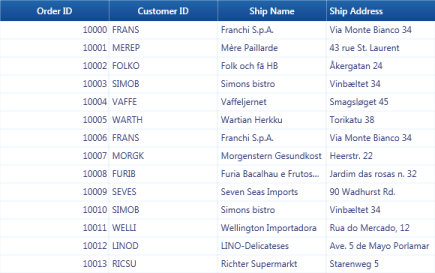 Order ID Customer ID Ship Name Ship Address
10000 FRANS Franchi S.p.A. Via Monte Bianco 34
10001 MEREP Mère Paillarde 43 rue St. Laurent
10002 FOLKO Folk och fä HB Åkergatan 24
10003 SIMOB Simons bistro Vinbæltet 34
10004 VAFFE Vaffeljernet Smagsløget 45
10005 WARTH Wartian Herkku Torikatu 38
10006 FRANS Franchi S.p.A. Via Monte Bianco 34
10007 MORGK Morgenstern Gesundkost Heerstr. 22
10008 FURIB Furia Bacalhau e Frutos... Jardim das rosas n. 32
10009 SEVES Seven Seas Imports 90 Wadhurst Rd.
10010 SIMOB Simons bistro Vinbæltet 34
10011 WELLI Wellington Importadora Rua do Mercado, 12
10012 LINOD LINO-Delicateses Ave. 5 de Mayo Porlamar
10013 RICSU Richter Supermarkt Starenweg 5